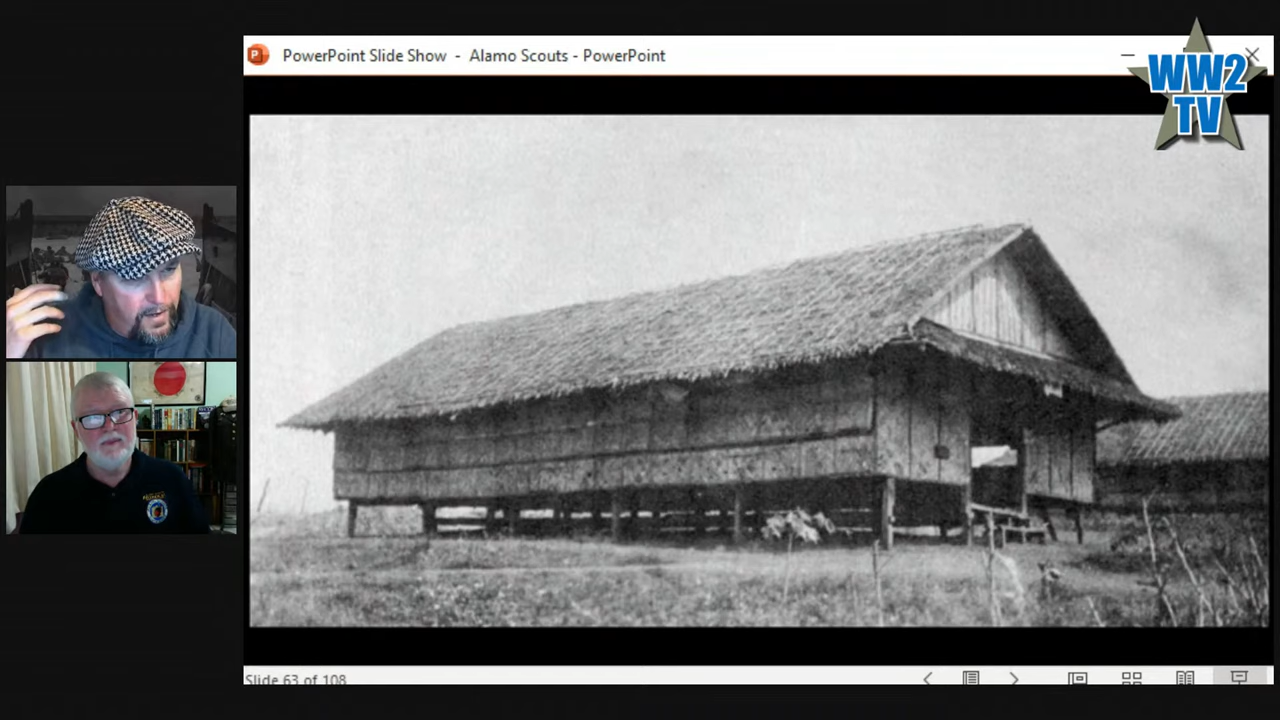 PowerPoint Slide Show - Alamo Scouts - PowerPoint
WW2
TV
Slide 63 of 108